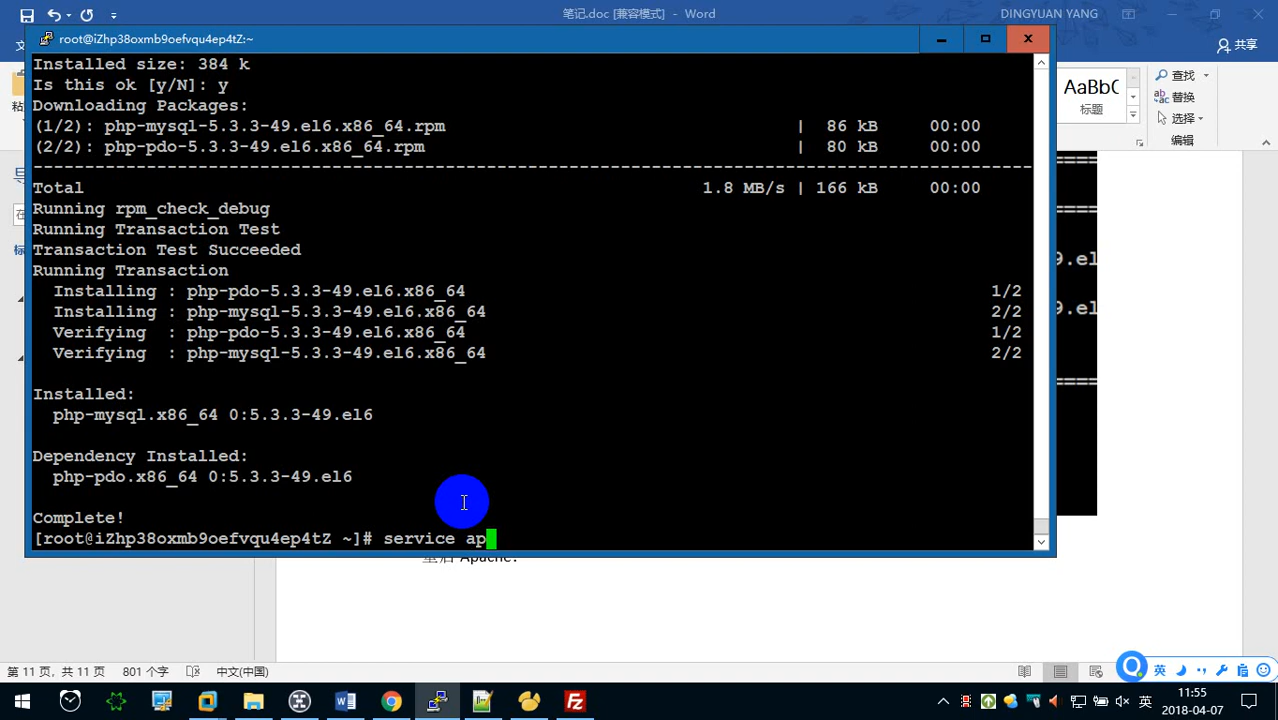 笔记.doc [兼容模式] - Word
DINGYUAN YANG
root@iZhp38oxmb9oefvqu4ep4tZ:~
共享
Installed size: 384 k
Is this ok [y/N]: y
Downloading Packages:
(1/2): php-mysql-5.3.3-49.el6.x86_64.rpm | 86 kB 00:00
(2/2): php-pdo-5.3.3-49.el6.x86_64.rpm | 80 kB 00:00
--------------------------------------------------------------------------------
Total 1.8 MB/s | 166 kB 00:00
Running rpm_check_debug
Running Transaction Test
Transaction Test Succeeded
Running Transaction
Installing : php-pdo-5.3.3-49.el6.x86_64 1/2
Installing : php-mysql-5.3.3-49.el6.x86_64 2/2
Verifying : php-pdo-5.3.3-49.el6.x86_64 1/2
Verifying : php-mysql-5.3.3-49.el6.x86_64 2/2
Installed:
php-mysql.x86_64 0:5.3.3-49.el6
Dependency Installed:
php-pdo.x86_64 0:5.3.3-49.el6
Complete!
[root@iZhp38oxmb9oefvqu4ep4tZ ~]# service ap
AaBbC
标题
查找
替换
选择
编辑
9.el
9.el
重启 Apache:
第 11 页, 共 11 页 801 个字 中文(中国)
英
英
11:55
2018-04-07